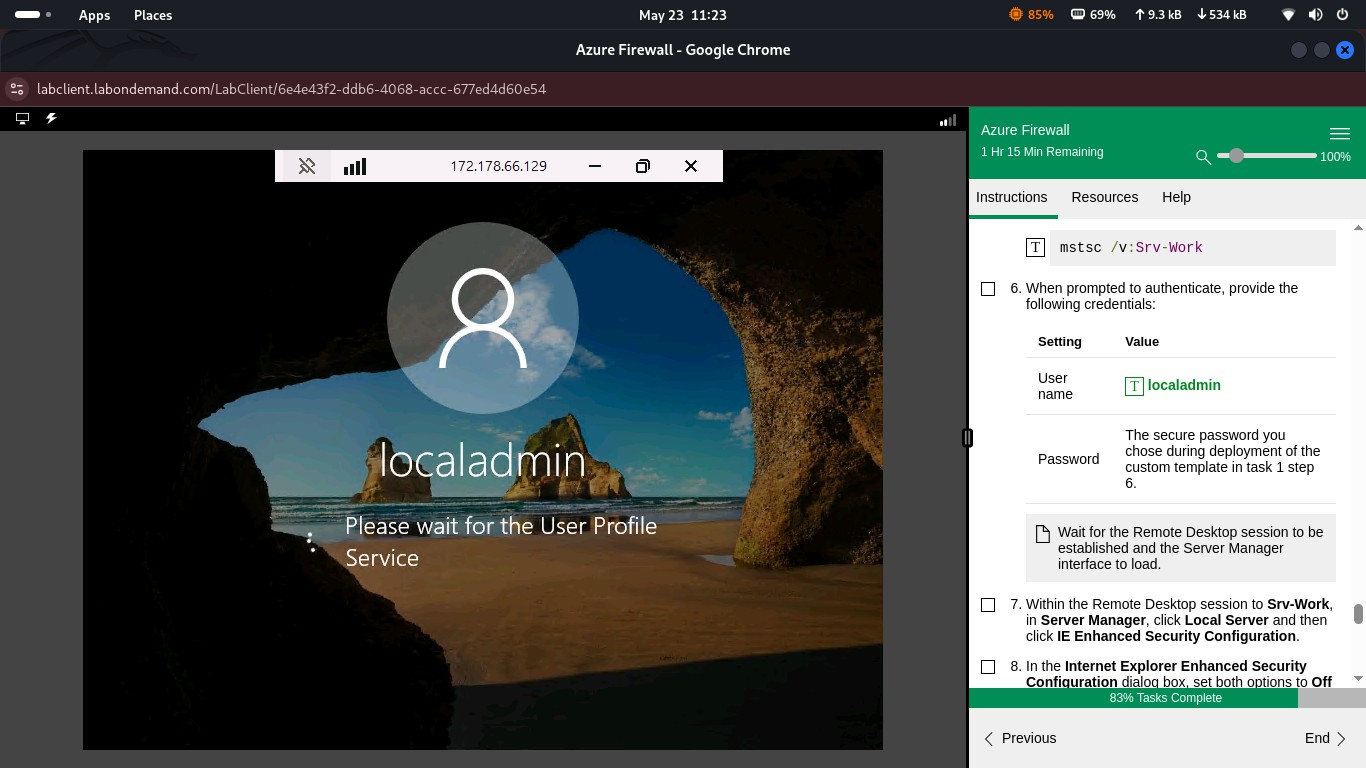 Apps Places May 23 11:23 85% 69% 9.3 kB 534 kB
Azure Firewall - Google Chrome
labclient.labondemand.com/LabClient/6e4e43f2-ddb6-4068-accc-677ed4d60e54
172.178.66.129
localadmin
Please wait for the User Profile
Service
Azure Firewall
1 Hr 15 Min Remaining
100%
Instructions Resources Help
T mstsc /v:Srv-Work
6. When prompted to authenticate, provide the
following credentials:
Setting Value
User
name
T localadmin
Password
The secure password you
chose during deployment of the
custom template in task 1 step
6.
Wait for the Remote Desktop session to be
established and the Server Manager
interface to load.
7. Within the Remote Desktop session to Srv-Work,
in Server Manager, click Local Server and then
click IE Enhanced Security Configuration.
8. In the Internet Explorer Enhanced Security
Configuration dialog box, set both options to Off
83% Tasks Complete
Previous End